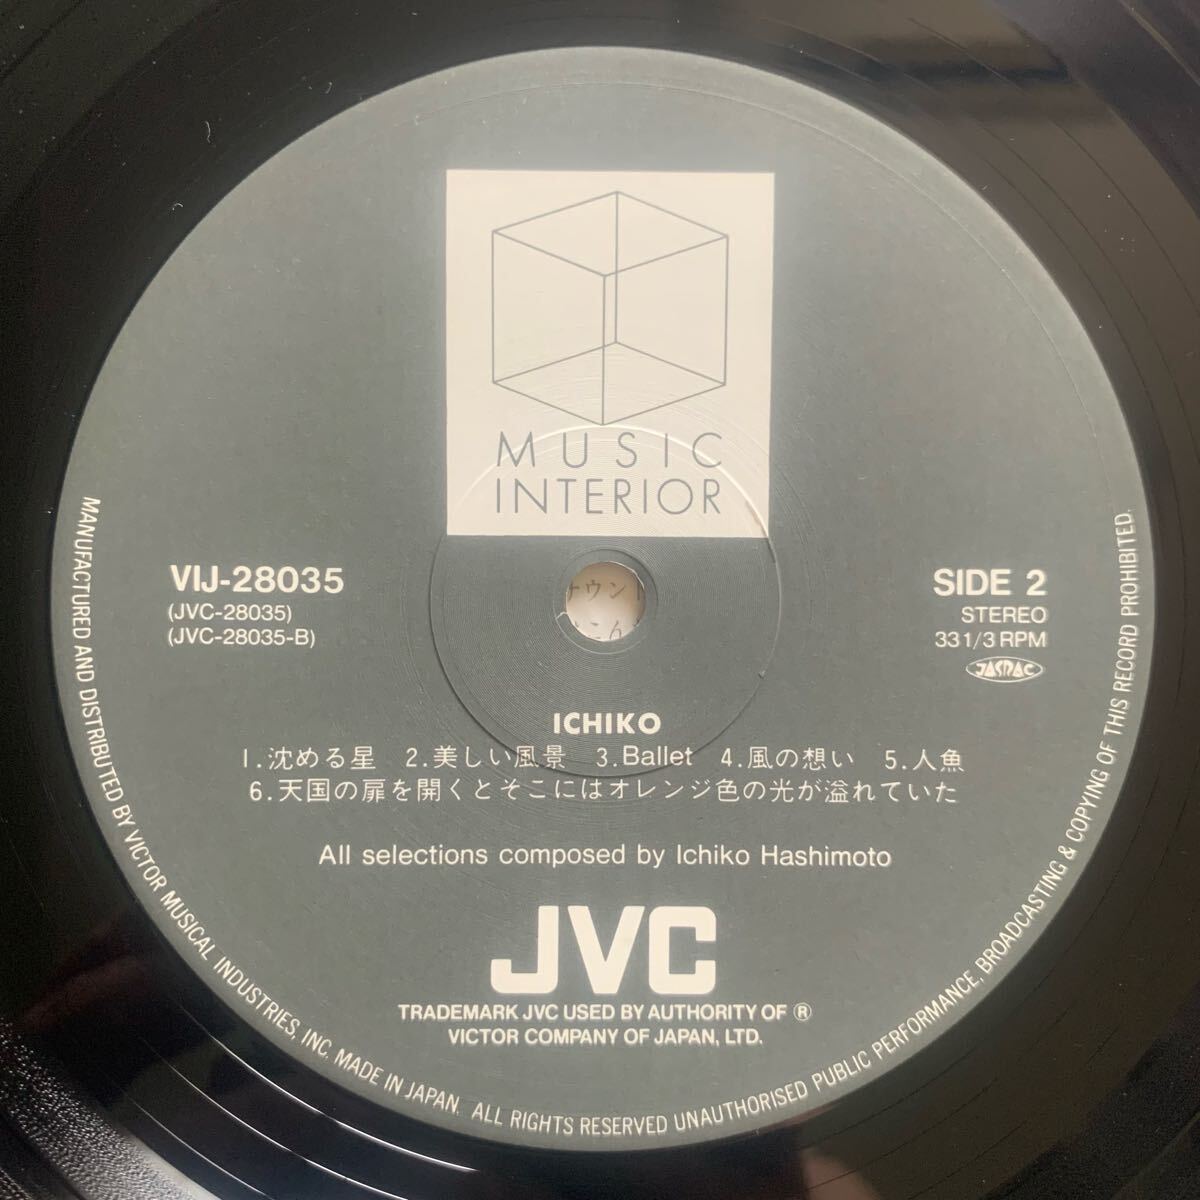 MUSIC
INTERIOR
VIJ-28035
(JVC-28035)
(JVC-28035-B)
SIDE 2
STEREO
33 1/3 RPM
JASRAC
ウント
ICHIKO
1.沈める星 2.美しい風景 3.Ballet 4.風の想い 5.人魚
6.天国の扉を開くとそこにはオレンジ色の光が溢れていた
All selections composed by Ichiko Hashimoto
JVC
TRADEMARK JVC USED BY AUTHORITY OF ®
VICTOR COMPANY OF JAPAN, LTD.
MANUFACTURED AND DISTRIBUTED BY VICTOR MUSICAL INDUSTRIES, INC. MADE IN JAPAN. ALL RIGHTS RESERVED UNAUTHORISED PUBLIC PERFORMANCE, BROADCASTING & COPYING OF THIS RECORD PROHIBITED.